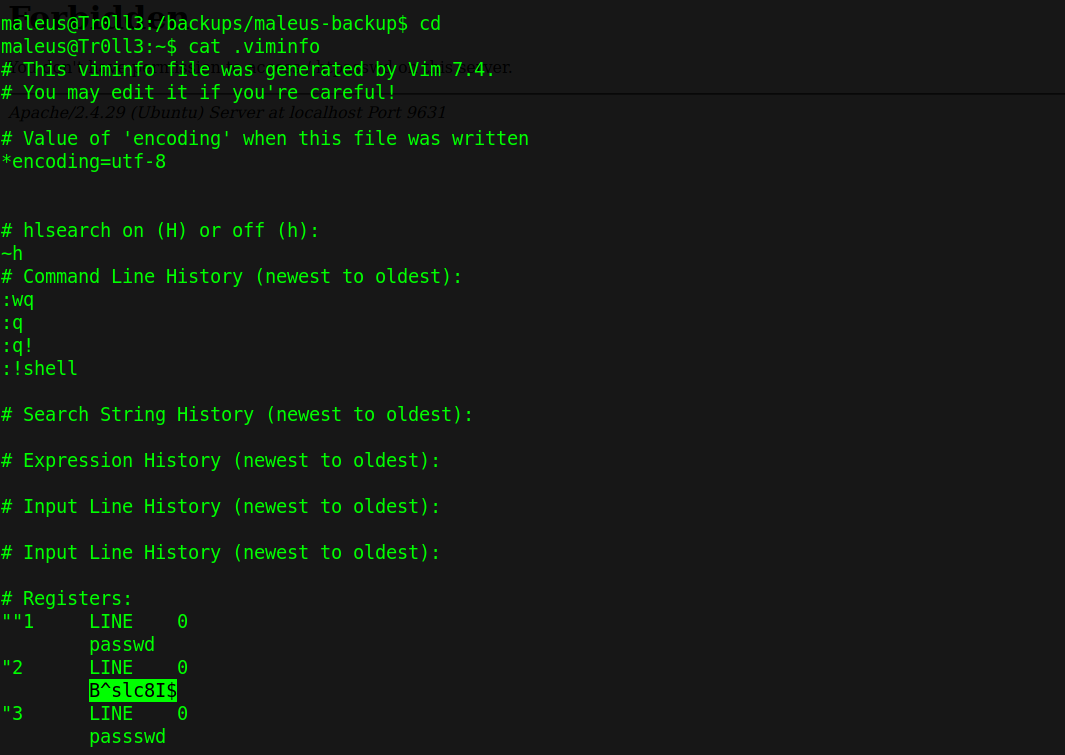 Forbidden
maleus@Tr0ll3:/backups/maleus-backup$ cd
maleus@Tr0ll3:~$ cat .viminfo
# This viminfo file was generated by Vim 7.4.
# You may edit it if you're careful!
Apache/2.4.29 (Ubuntu) Server at localhost Port 9631
# Value of 'encoding' when this file was written
*encoding=utf-8
# hlsearch on (H) or off (h):
~h
# Command Line History (newest to oldest):
:wq
:q
:q!
:!shell
# Search String History (newest to oldest):
# Expression History (newest to oldest):
# Input Line History (newest to oldest):
# Input Line History (newest to oldest):
# Registers:
""1 LINE 0
passwd
"2 LINE 0
B^slc8I$
"3 LINE 0
passswd